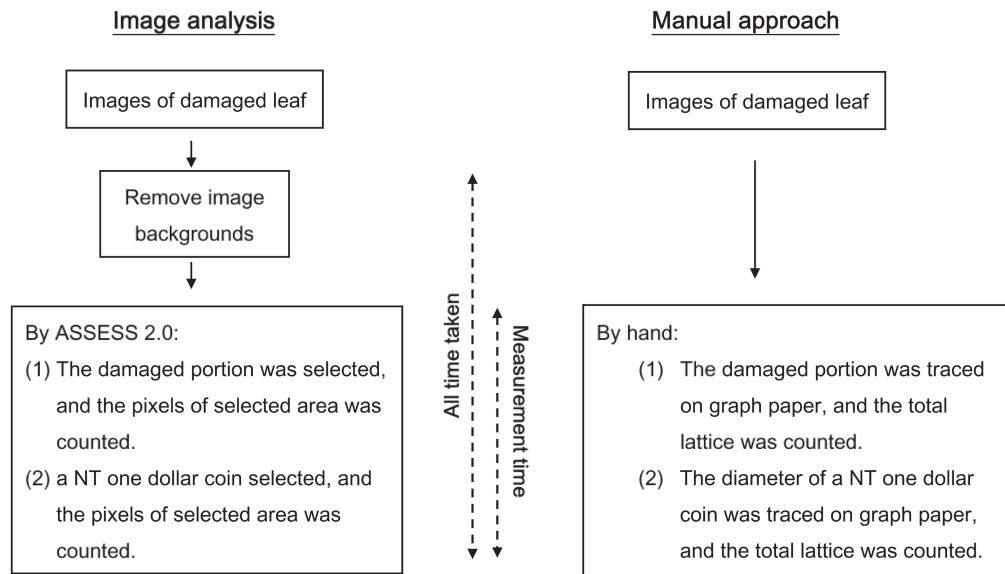 Image analysis
Images of damaged leaf
Remove image
backgrounds
By ASSESS 2.0:
(1) The damaged portion was selected,
and the pixels of selected area was
counted.
(2) a NT one dollar coin selected, and
the pixels of selected area was
counted.
All time taken
Measurement time
Manual approach
Images of damaged leaf
By hand:
(1) The damaged portion was traced
on graph paper, and the total
lattice was counted.
(2) The diameter of a NT one dollar
coin was traced on graph paper,
and the total lattice was counted.